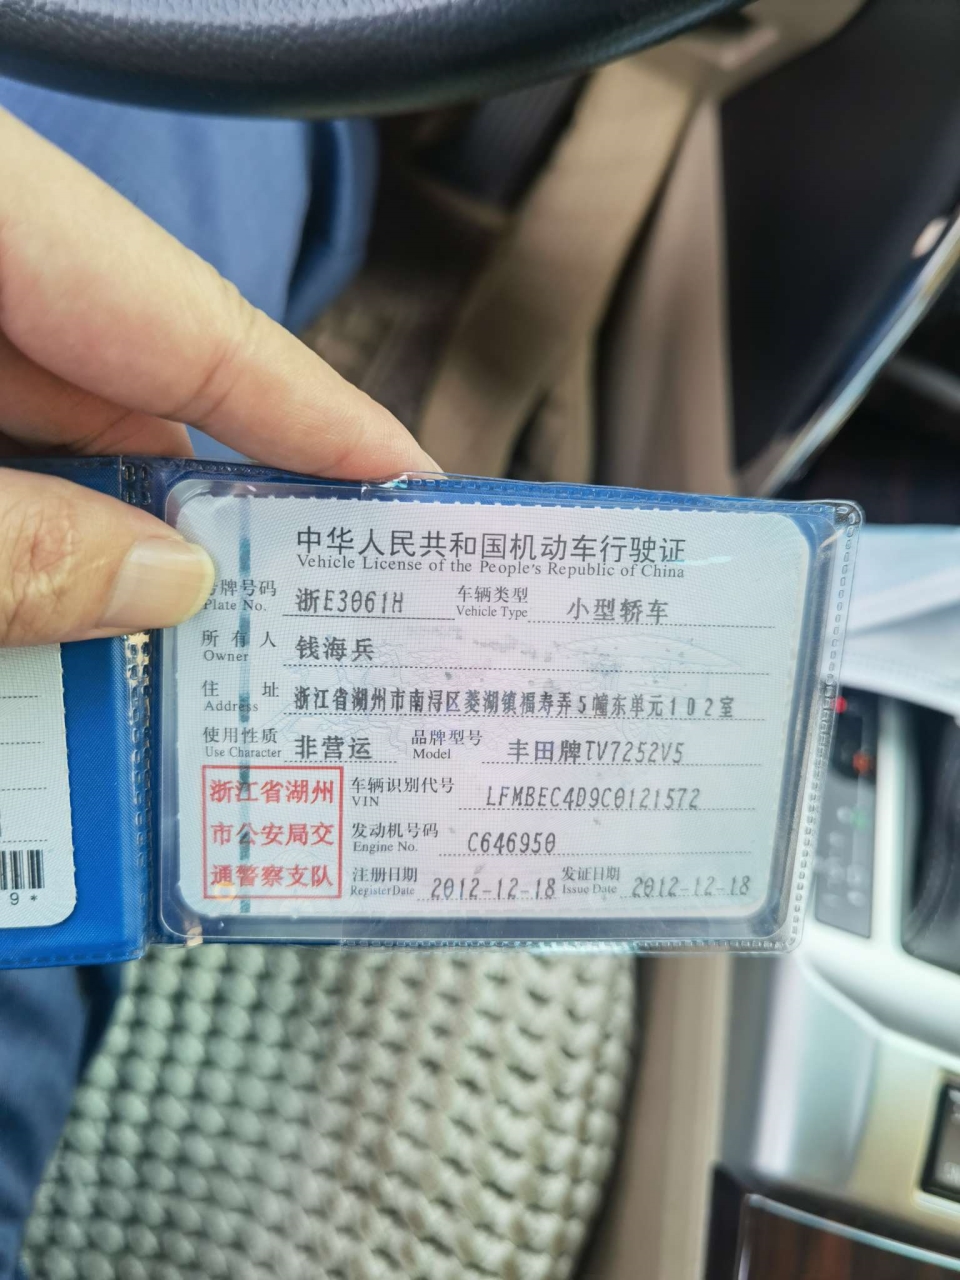 中华人民共和国机动车行驶证
Vehicle License of the People's Republic of China
号牌号码 浙E3061H 车辆类型 小型轿车
Plate No. Vehicle Type
所有人 钱海兵
Owner
住址 浙江省湖州市南浔区菱湖镇福寿弄5幢东单元102室
Address
使用性质 非营运 品牌型号 丰田牌TV7252V5
Use Character Model
浙江省湖州
市公安局交
通警察支队
车辆识别代号 LFMBEC4D9C0121572
VIN
发动机号码 C646950
Engine No.
注册日期 2012-12-18 发证日期 2012-12-18
Register Date Issue Date
9*